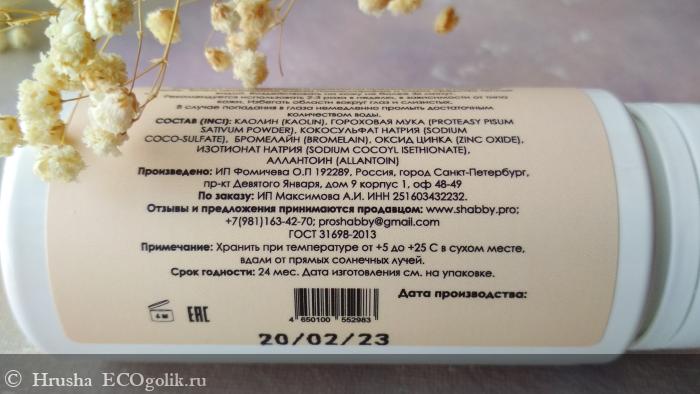 Рекомендуется использовать 2-3 раза в неделю, в зависимости от типа
кожи. Избегать области вокруг глаз и слизистых.
В случае попадания в глаза немедленно промыть достаточным
количеством воды.
СОСТАВ (INCI): КАОЛИН (KAOLIN), ГОРОХОВАЯ МУКА (PROTEASY PISUM
SATIVUM POWDER), КОКОСУЛЬФАТ НАТРИЯ (SODIUM
COCO-SULFATE), БРОМЕЛАЙН (BROMELAIN), ОКСИД ЦИНКА (ZINC OXIDE),
ИЗОТИОНАТ НАТРИЯ (SODIUM COCOYL ISETHIONATE),
АЛЛАНТОИН (ALLANTOIN)
Произведено: ИП Фомичева О.П 192289, Россия, город Санкт-Петербург,
пр-кт Девятого Января, дом 9 корпус 1, оф 48-49
По заказу: ИП Максимова А.И. ИНН 251603432232.
Отзывы и предложения принимаются продавцом: www.shabby.pro;
+7(981)163-42-70; proshabby@gmail.com
ГОСТ 31698-2013
Примечание: Хранить при температуре от +5 до +25 С в сухом месте,
вдали от прямых солнечных лучей.
Срок годности: 24 мес. Дата изготовления см. на упаковке.
Дата производства:
6 M
EAC
4 650100 552983
20/02/23
© Hrusha ECOgolik.ru